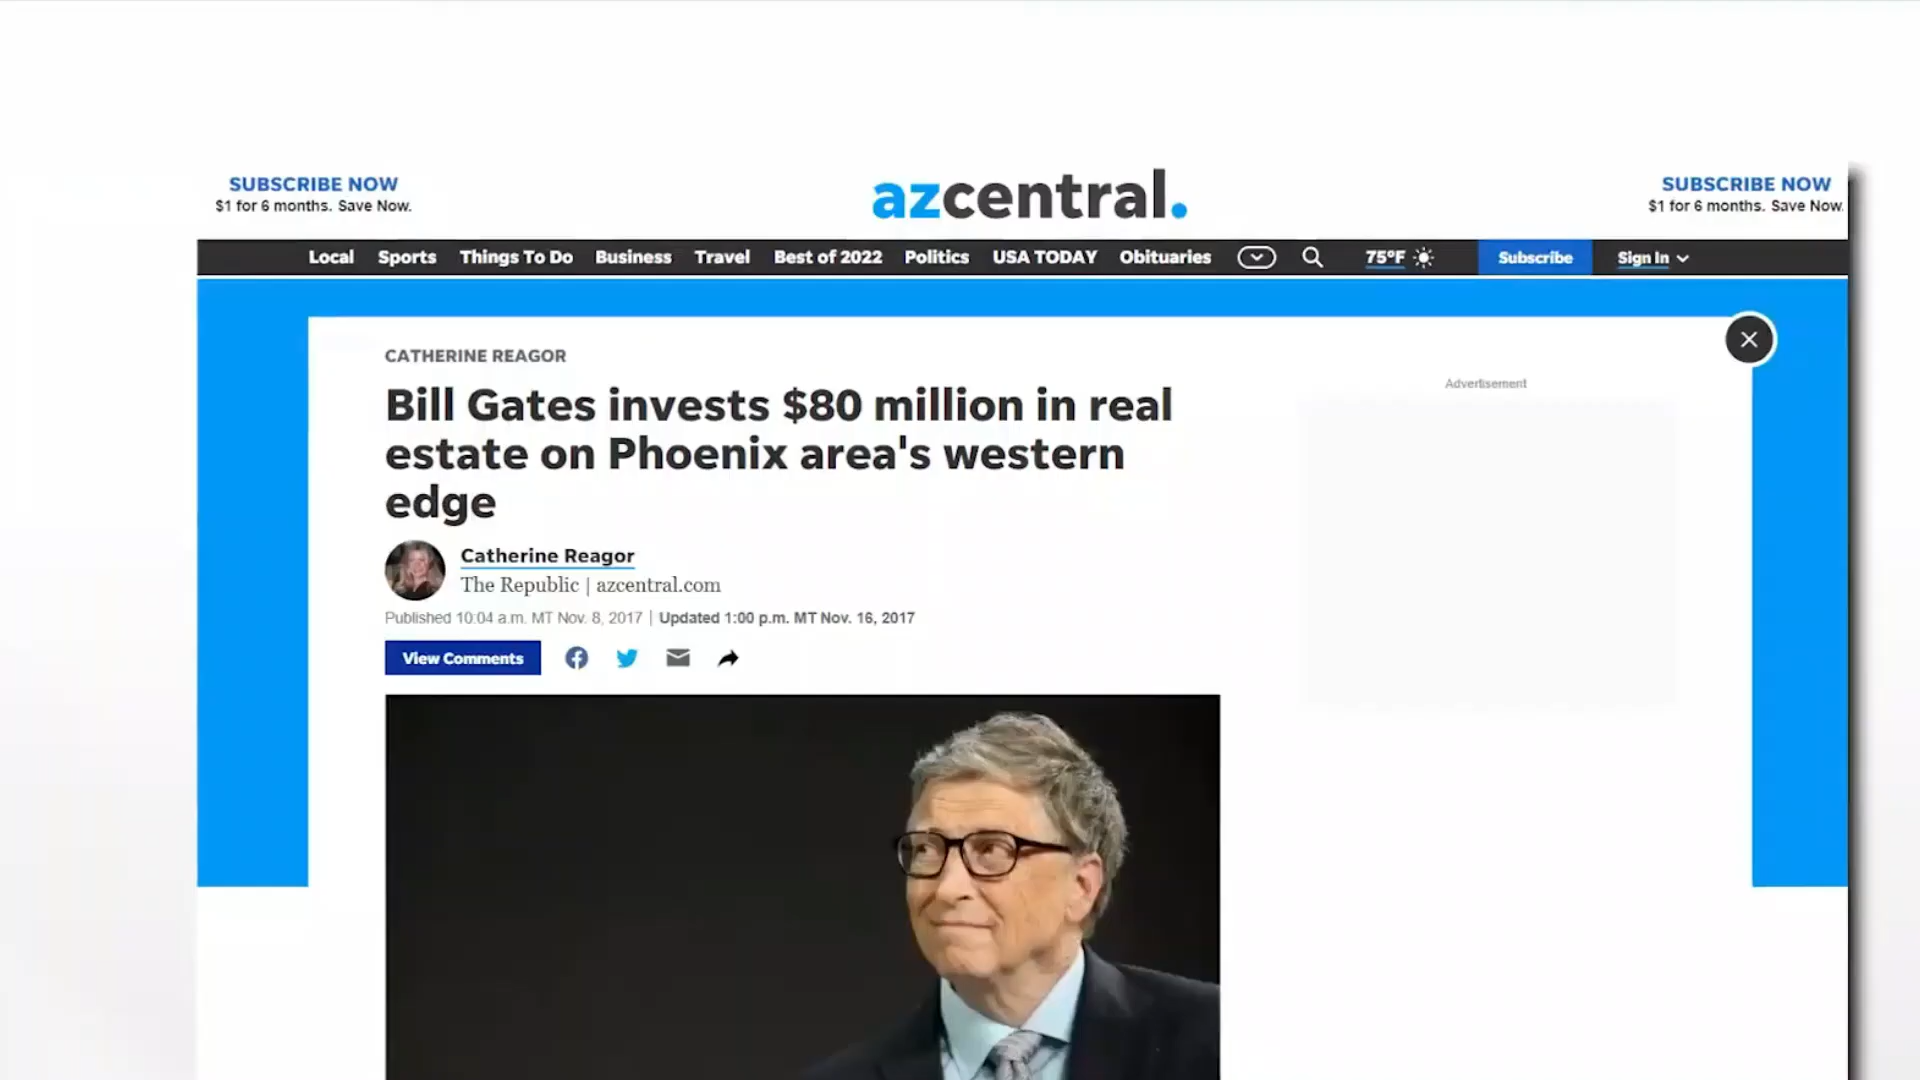 SUBSCRIBE NOW
$1 for 6 months. Save Now.
azcentral.
SUBSCRIBE NOW
$1 for 6 months. Save Now.
Local Sports Things To Do Business Travel Best of 2022 Politics USA TODAY Obituaries 75°F Subscribe Sign In
CATHERINE REAGOR
Advertisement
Bill Gates invests $80 million in real
estate on Phoenix area's western
edge
Catherine Reagor
The Republic | azcentral.com
Published 10:04 a.m. MT Nov. 8, 2017 | Updated 1:00 p.m. MT Nov. 16, 2017
View Comments